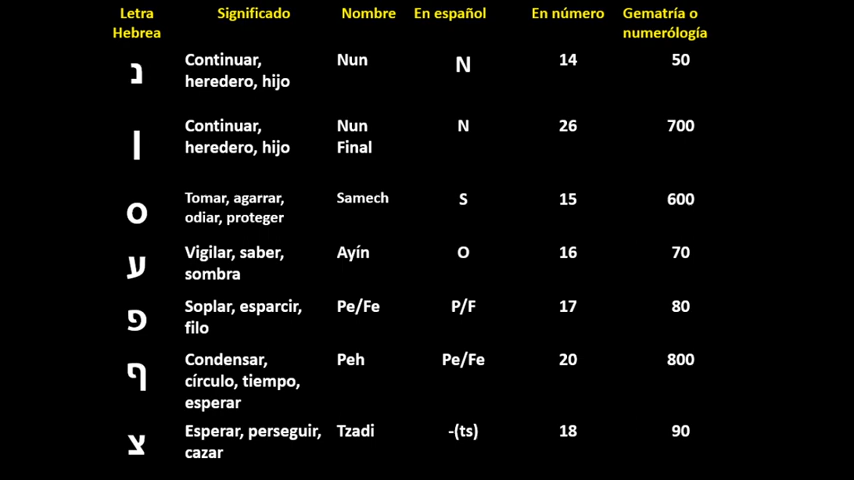 Letra Hebrea Significado Nombre En español En número Gematría o numerólogía
נ Continuar, heredero, hijo Nun N 14 50
ן Continuar, heredero, hijo Nun Final N 26 700
ס Tomar, agarrar, odiar, proteger Samech S 15 600
ע Vigilar, saber, sombra Ayín O 16 70
פ Soplar, esparcir, filo Pe/Fe P/F 17 80
ף Condensar, círculo, tiempo, esperar Peh Pe/Fe 20 800
צ Esperar, perseguir, cazar Tzadi -(ts) 18 90